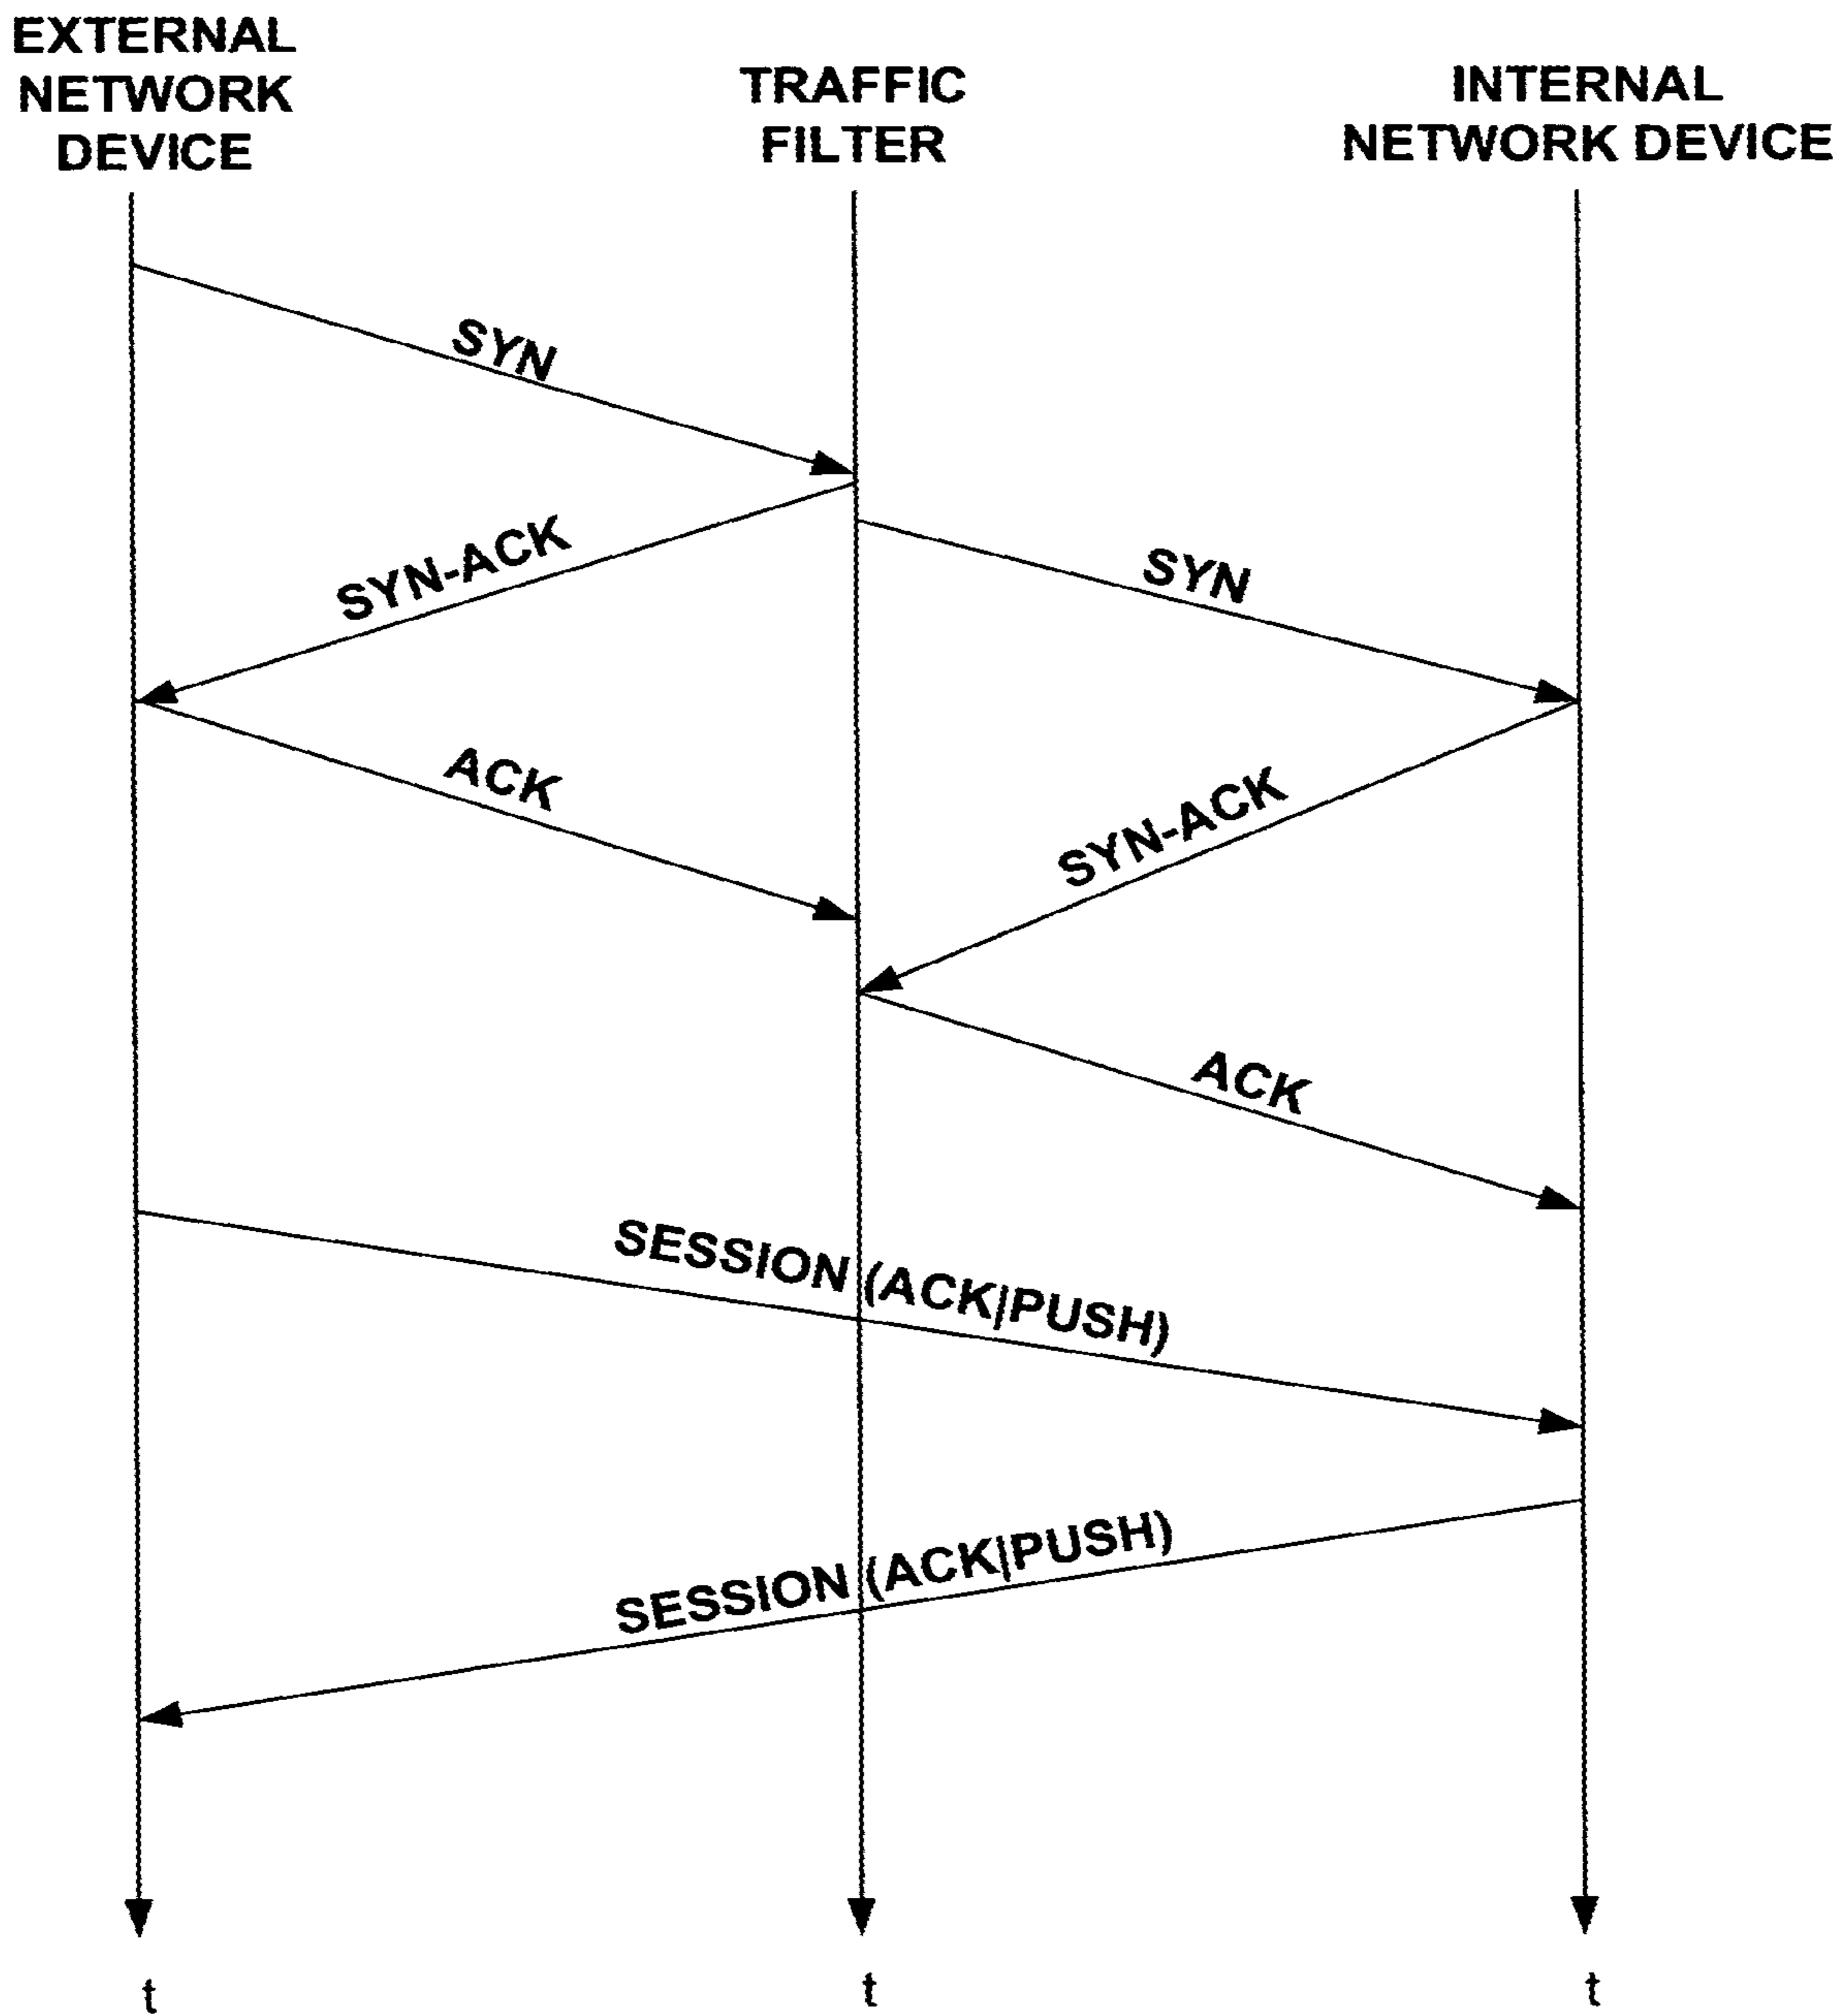 EXTERNAL
NETWORK
DEVICE
TRAFFIC
FILTER
INTERNAL
NETWORK DEVICE
SYN
SYN-ACK
SYN
ACK
SYN-ACK
ACK
SESSION (ACK|PUSH)
SESSION (ACK|PUSH)
t
t
t